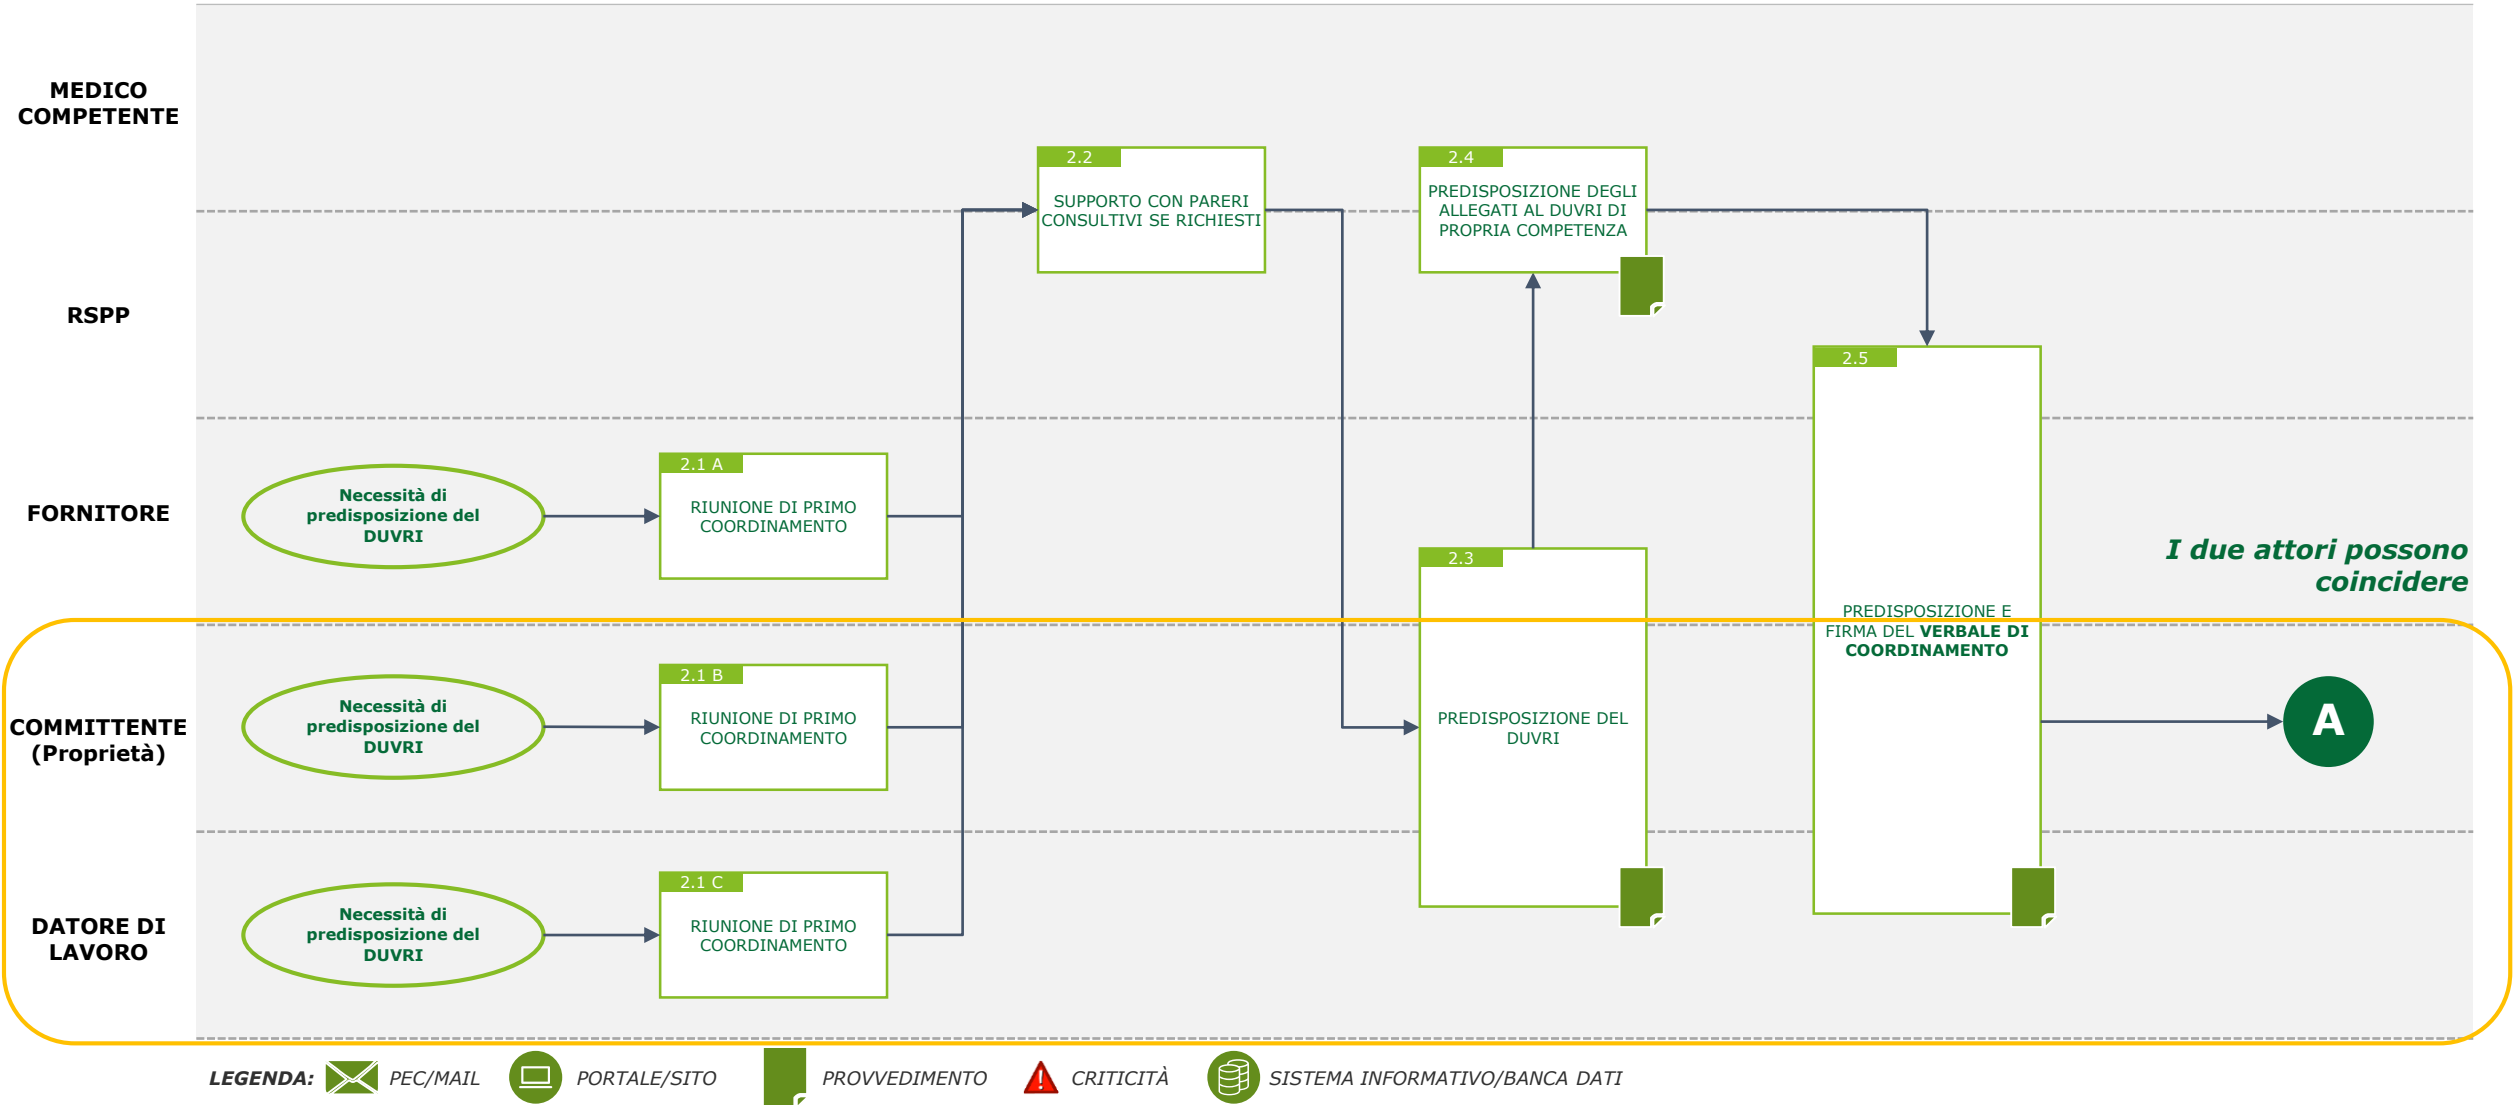 MEDICO
COMPETENTE
2.2
SUPPORTO CON PARERI
CONSULTIVI SE RICHIESTI
2.4
PREDISPOSIZIONE DEGLI
ALLEGATI AL DUVRI DI
PROPRIA COMPETENZA
RSPP
2.5
PREDISPOSIZIONE E
FIRMA DEL VERBALE DI
COORDINAMENTO
FORNITORE
Necessità di
predisposizione del
DUVRI
2.1 A
RIUNIONE DI PRIMO
COORDINAMENTO
2.3
PREDISPOSIZIONE DEL
DUVRI
I due attori possono
coincidere
COMMITTENTE
(Proprietà)
Necessità di
predisposizione del
DUVRI
2.1 B
RIUNIONE DI PRIMO
COORDINAMENTO
A
DATORE DI
LAVORO
Necessità di
predisposizione del
DUVRI
2.1 C
RIUNIONE DI PRIMO
COORDINAMENTO
LEGENDA: PEC/MAIL PORTALE/SITO PROVVEDIMENTO CRITICITÀ SISTEMA INFORMATIVO/BANCA DATI